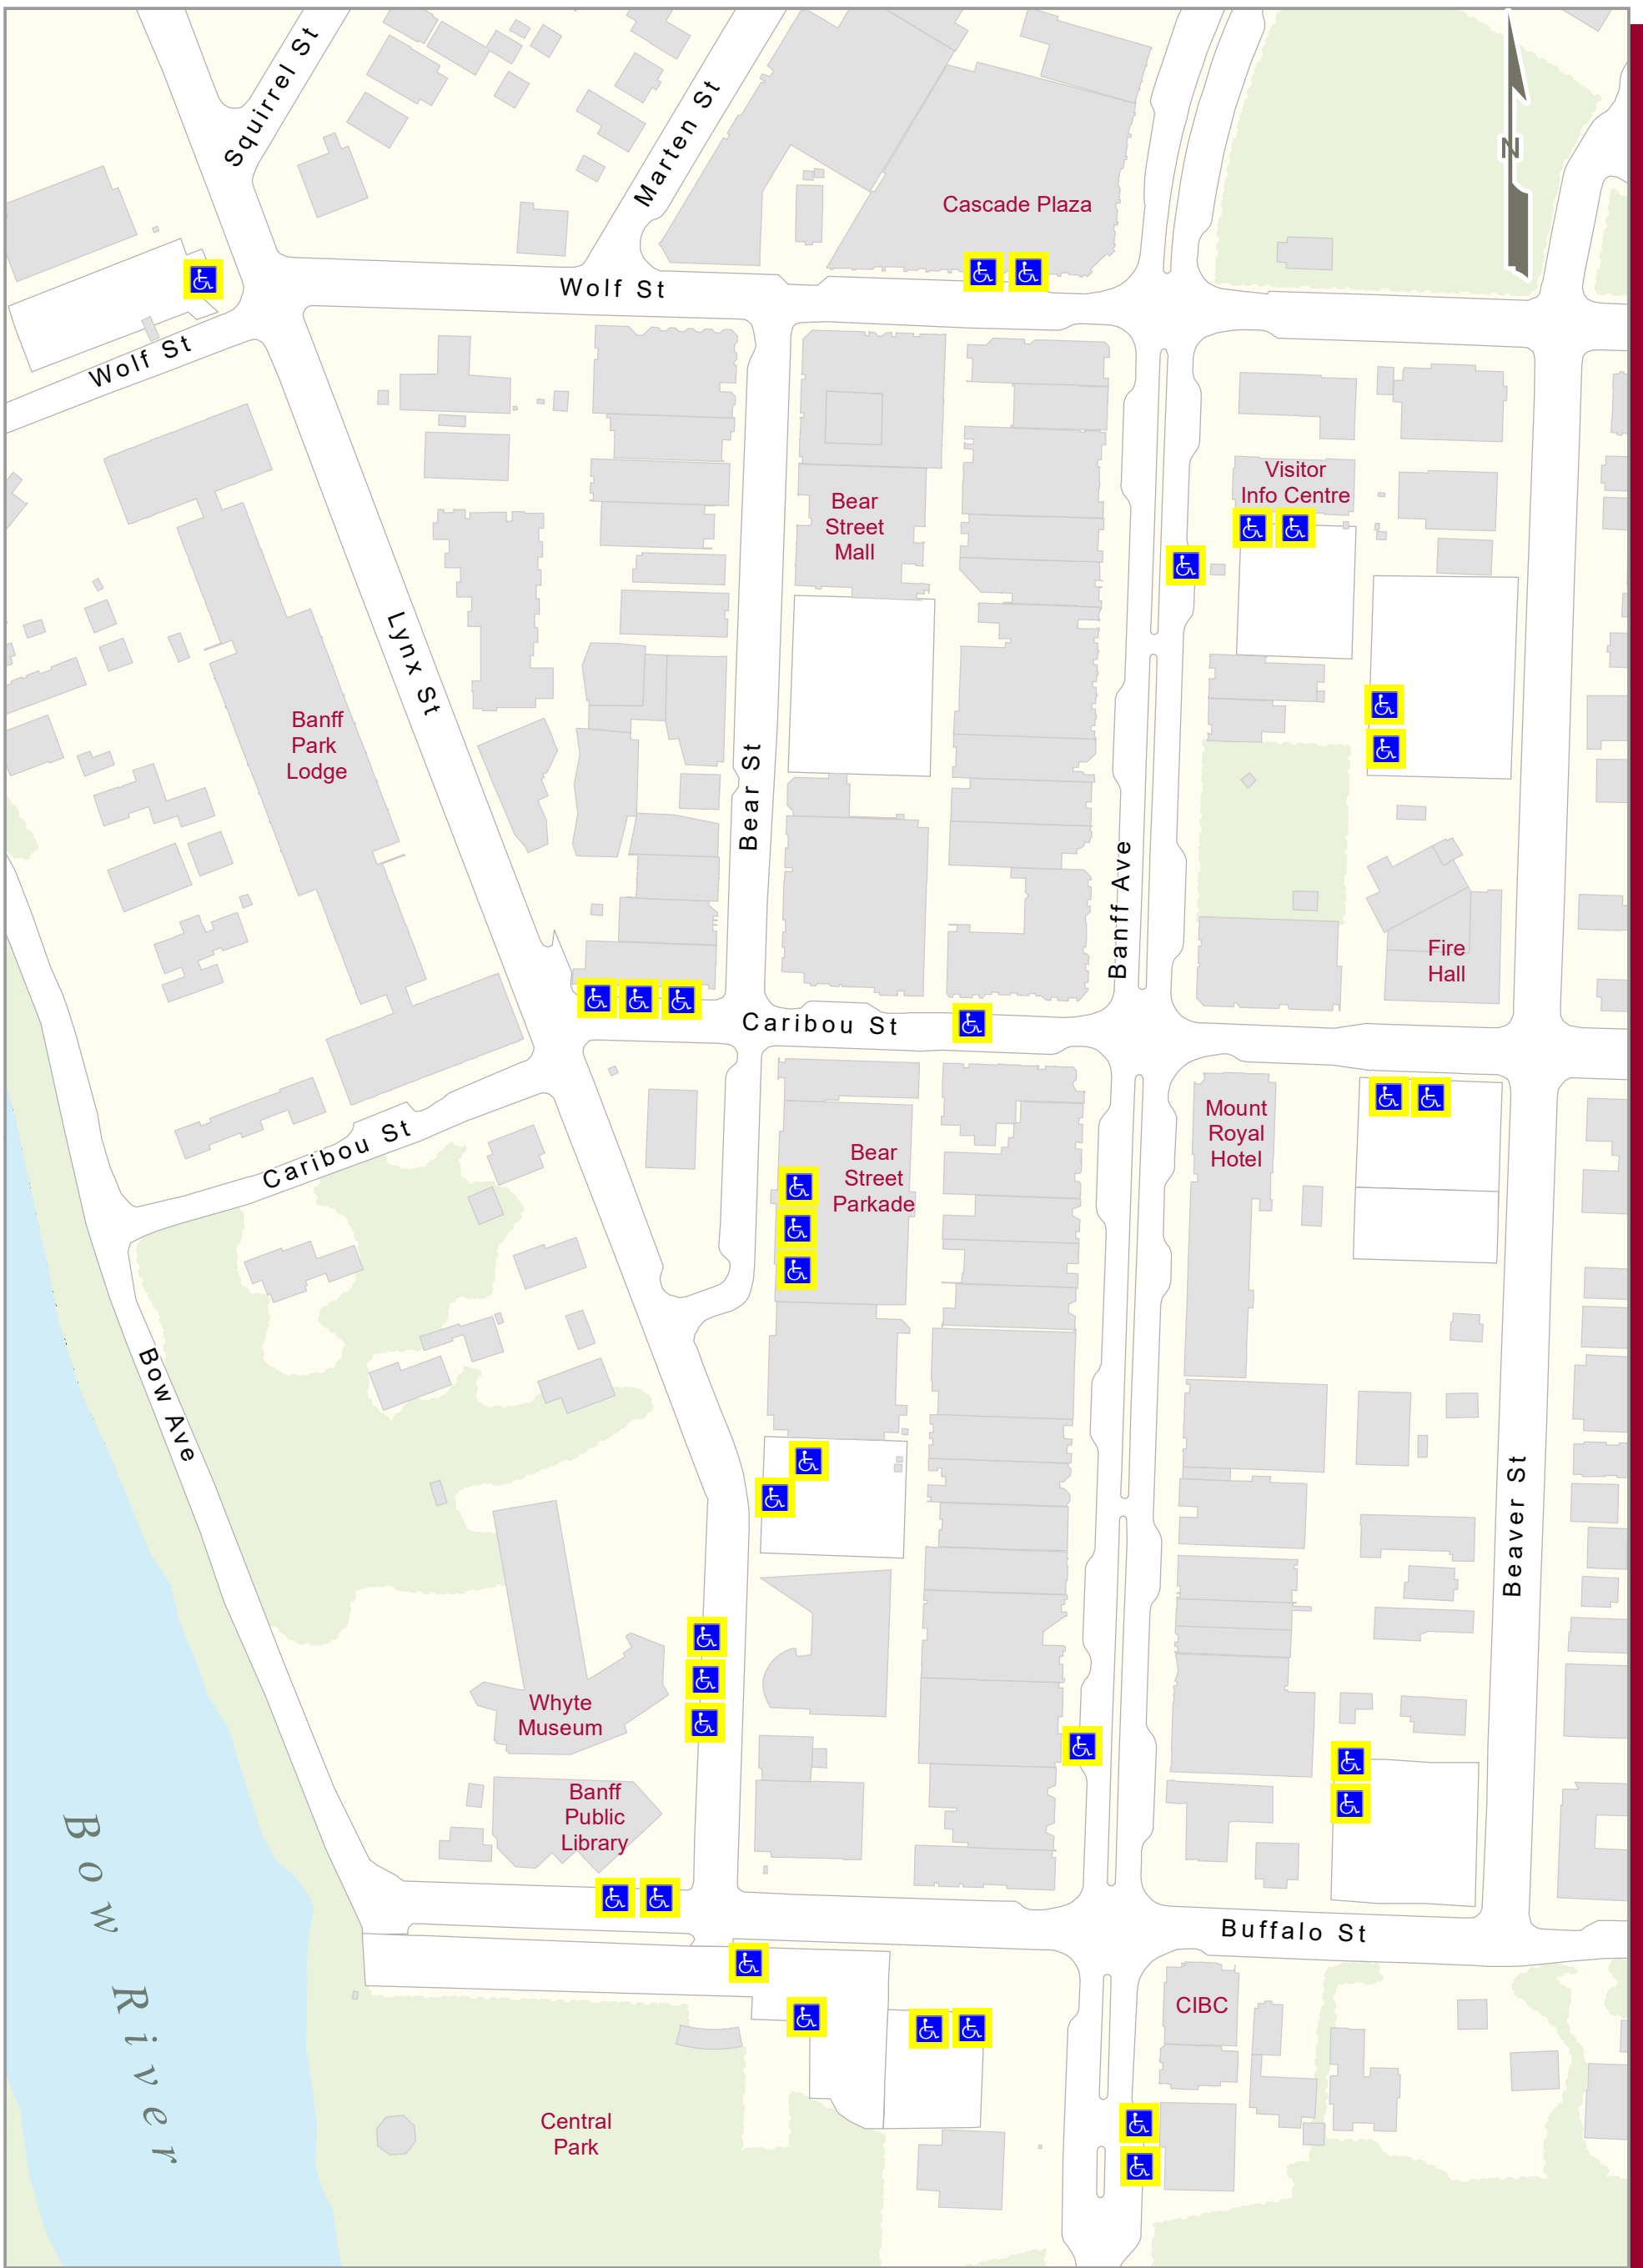 Squirrel St
Marten St
N
Cascade Plaza
Wolf St
Wolf St
Visitor
Info Centre
Bear
Street
Mall
Lynx St
Banff
Park
Lodge
Bear St
Banff Ave
Fire
Hall
Caribou St
Mount
Royal
Hotel
Bear
Street
Parkade
Caribou St
Bow Ave
Beaver St
Whyte
Museum
Banff
Public
Library
Bow River
Buffalo St
CIBC
Central
Park